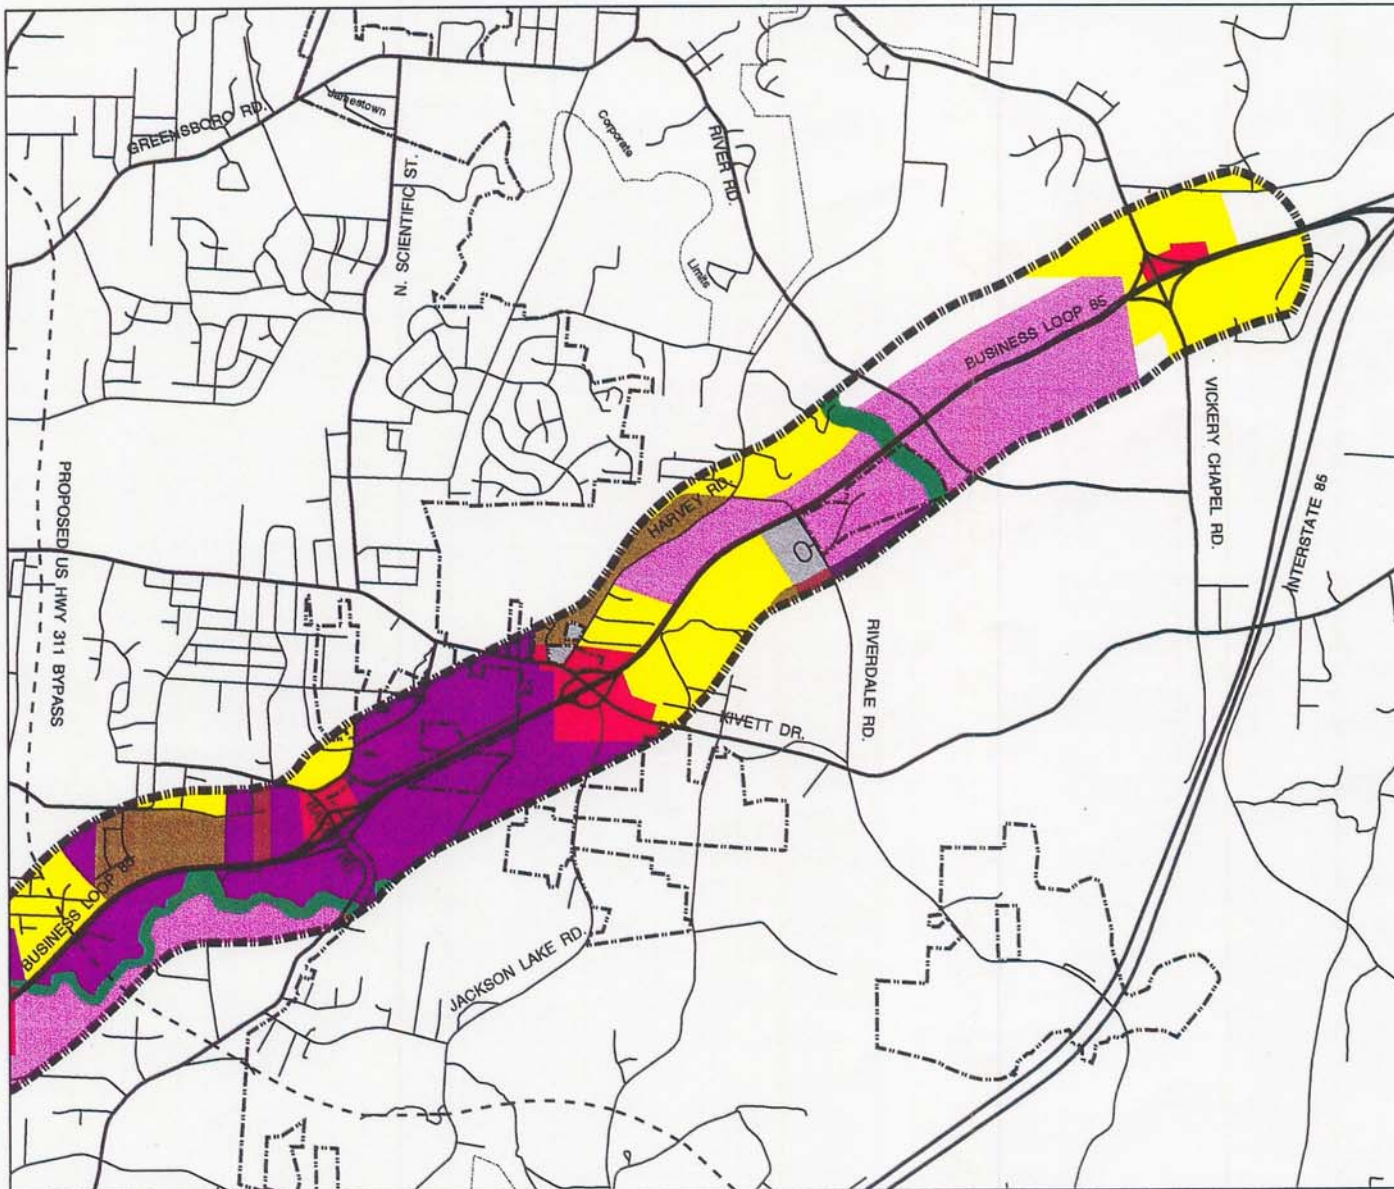 GREENSBORO RD.
Jamestown
Corporate
Limits
N. SCIENTIFIC ST.
RIVER RD.
BUSINESS LOOP 85
VICKERY CHAPEL RD.
INTERSTATE 85
HARVEY RD.
PROPOSED US HWY 311 BYPASS
RIVERDALE RD.
KIVETT DR.
BUSINESS LOOP 85
JACKSON LAKE RD.